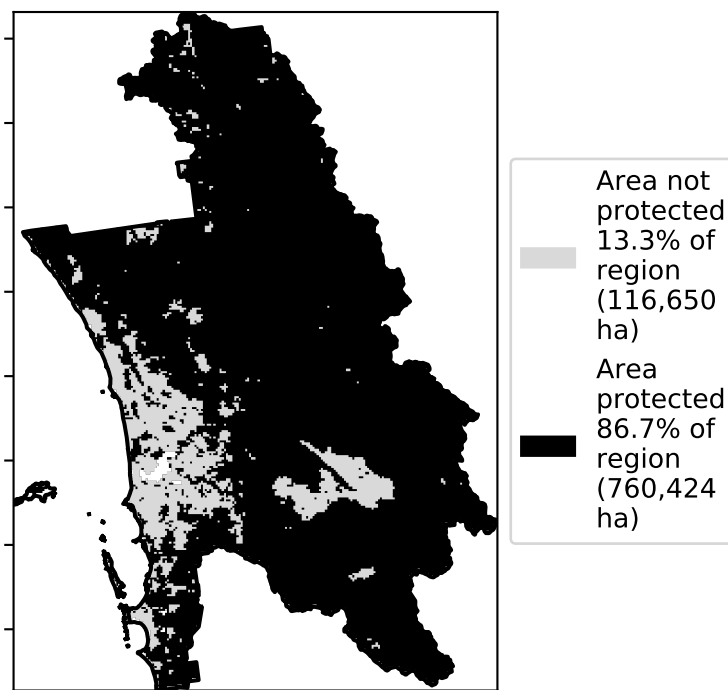 Area not
protected
13.3% of
region
(116,650
ha)
Area
protected
86.7% of
region
(760,424
ha)